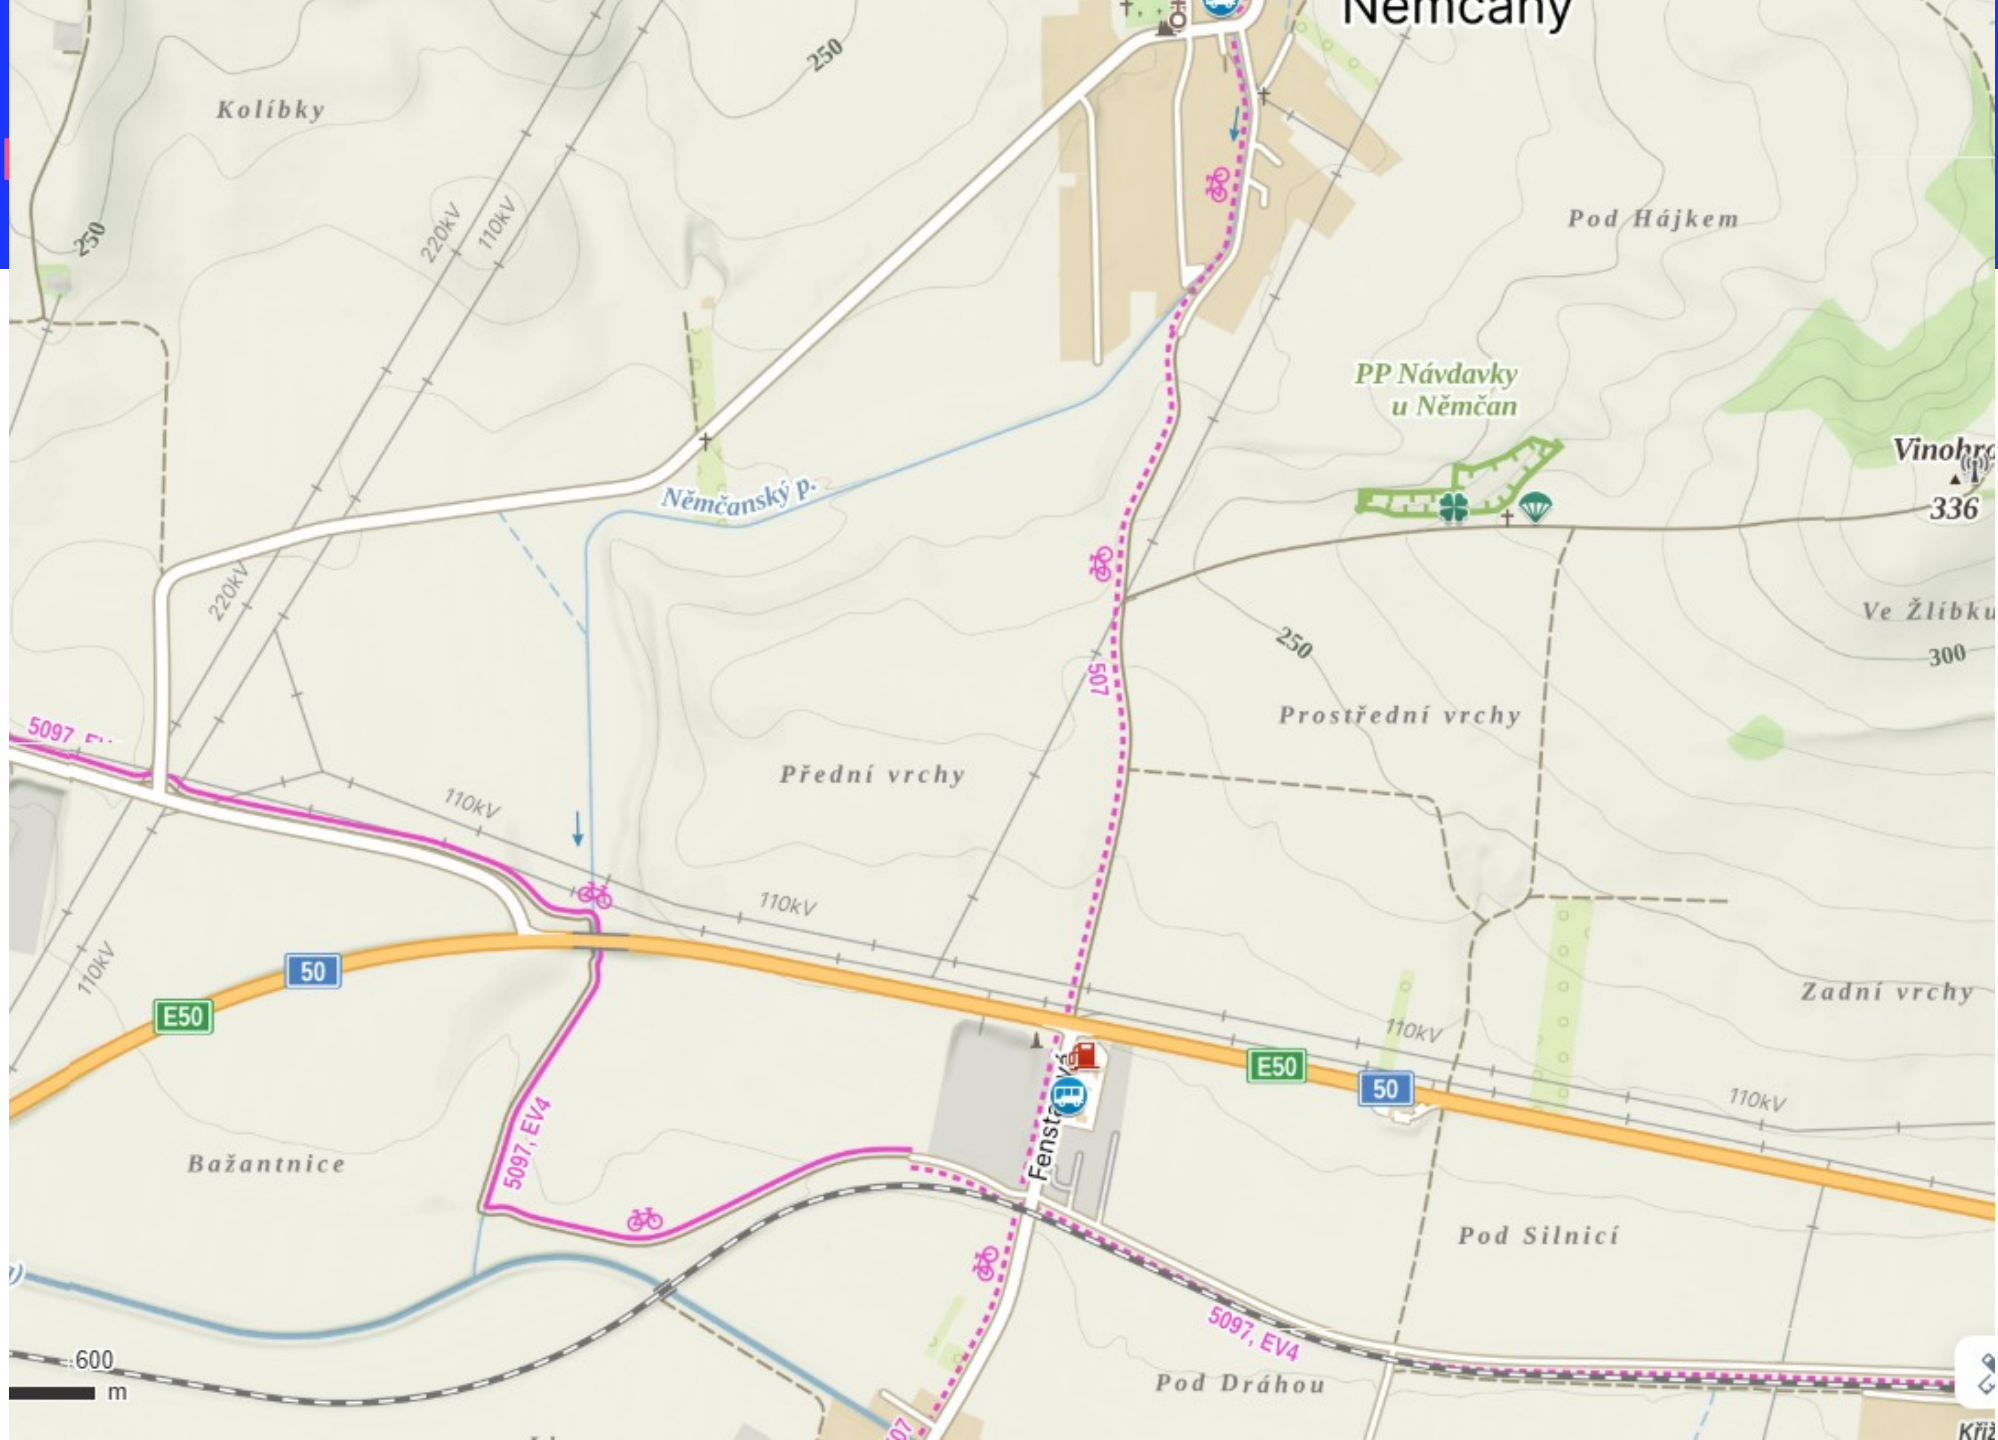 Němčany
250
Kolíbky
220kV
110kV
250
Pod Hájkem
PP Návdavky
u Němčan
336
Němčanský p.
220kV
Ve Žlíbku
250
300
507
Prostřední vrchy
5097,
Přední vrchy
110kV
110kV
110kV
50
E50
Zadní vrchy
110kV
E50
50
110kV
5097, EV4
Bažantnice
Pod Silnicí
5097, EV4
600
m
Pod Dráhou